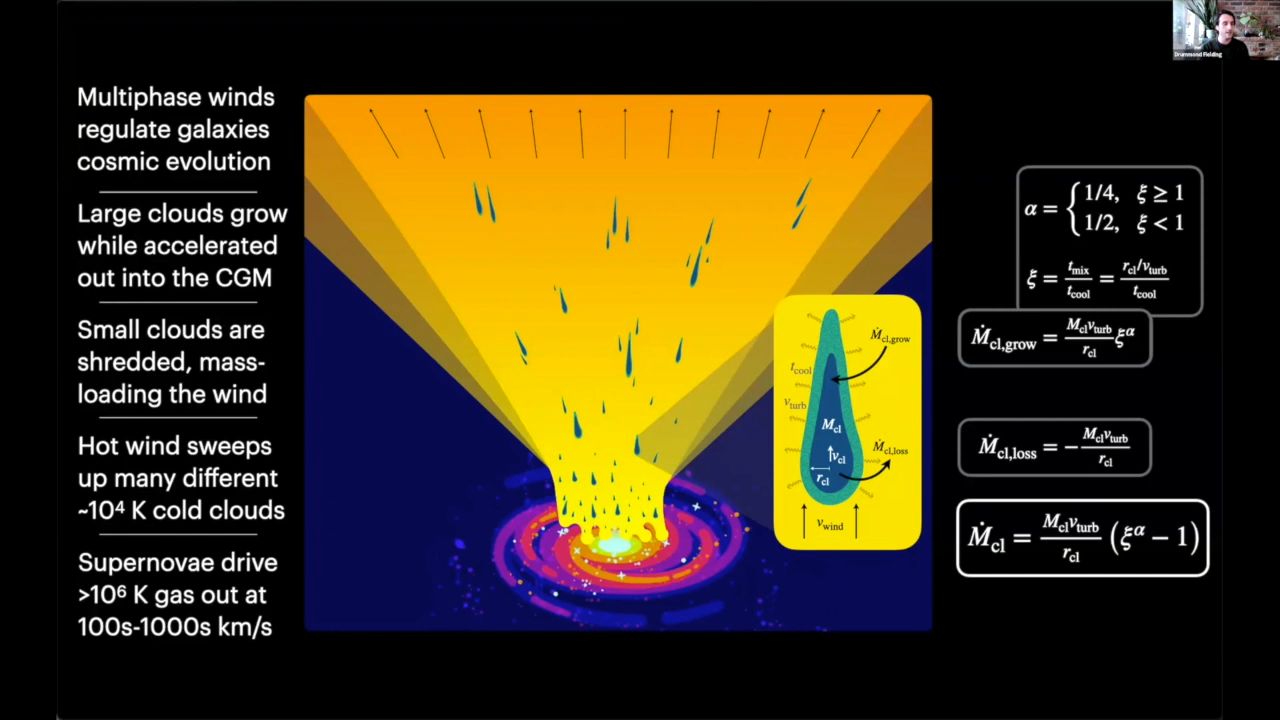 Multiphase winds
regulate galaxies
cosmic evolution
Large clouds grow
while accelerated
out into the CGM
Small clouds are
shredded, mass-
loading the wind
Hot wind sweeps
up many different
~10⁴ K cold clouds
Supernovae drive
>10⁶ K gas out at
100s-1000s km/s
Ṁcl,grow
tcool
vturb
Mcl
vcl
Ṁcl,loss
rcl
vwind
α = { 1/4, ξ ≥ 1
1/2, ξ < 1
ξ = tmix/tcool = (rcl/vturb)/tcool
Ṁcl,grow = (Mcl vturb/rcl) ξ^α
Ṁcl,loss = − Mcl vturb/rcl
Ṁcl = (Mcl vturb/rcl) (ξ^α − 1)
Drummond Fielding